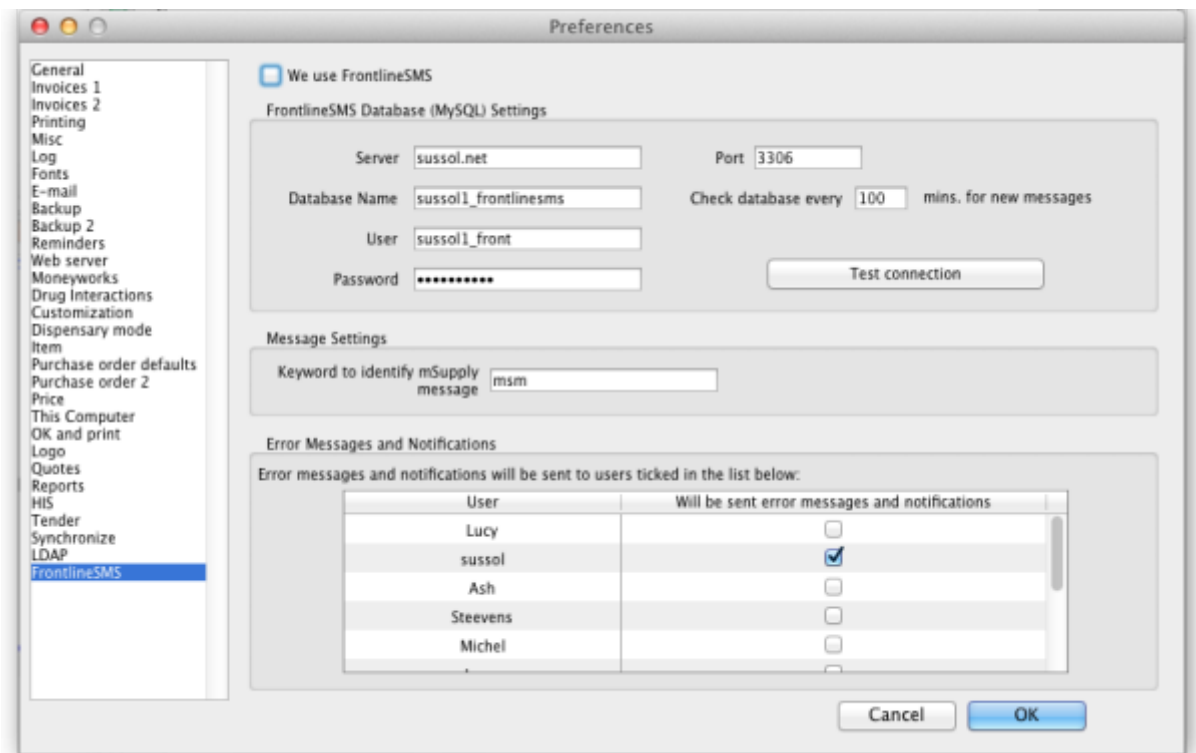 Preferences
General
Invoices 1
Invoices 2
Printing
Misc
Log
Fonts
E-mail
Backup
Backup 2
Reminders
Web server
Moneyworks
Drug Interactions
Customization
Dispensary mode
Item
Purchase order defaults
Purchase order 2
Price
This Computer
OK and print
Logo
Quotes
Reports
HIS
Tender
Synchronize
LDAP
FrontlineSMS
We use FrontlineSMS
FrontlineSMS Database (MySQL) Settings
Server sussol.net Port 3306
Database Name sussol1_frontlinesms Check database every 100 mins. for new messages
User sussol1_front
Password •••••••••• Test connection
Message Settings
Keyword to identify mSupply
message msm
Error Messages and Notifications
Error messages and notifications will be sent to users ticked in the list below:
User Will be sent error messages and notifications
Lucy
sussol
Ash
Steevens
Michel
Cancel OK